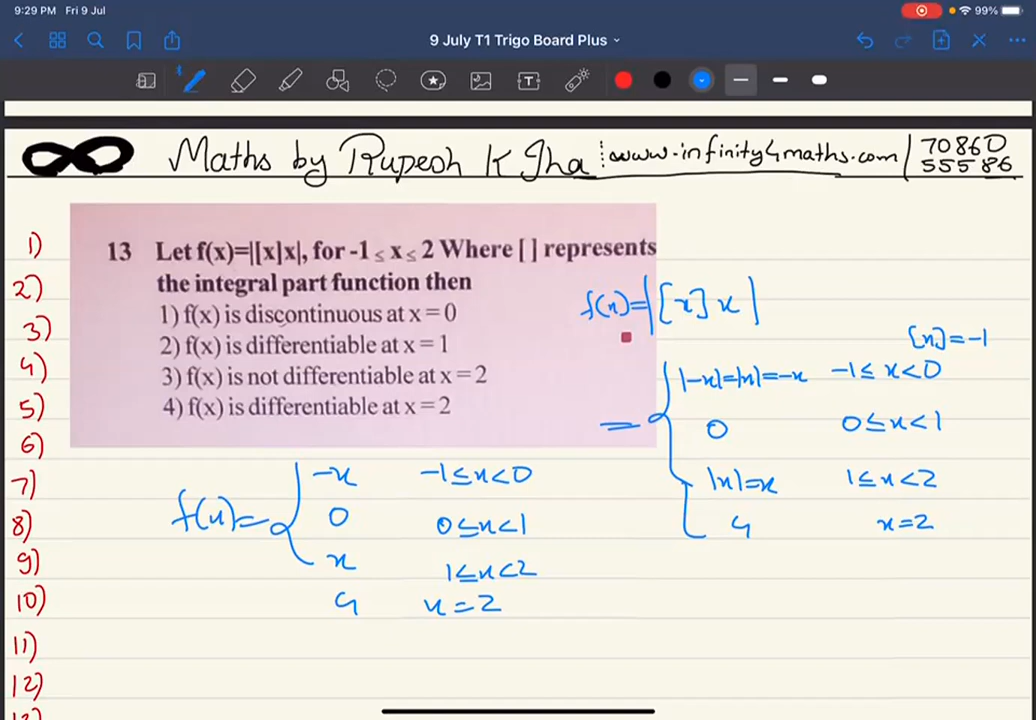 9:29 PM Fri 9 Jul
99%
9 July T1 Trigo Board Plus
T
Maths by Rupesh K Jha
www.infinity4maths.com
70860
55586
1)
2)
3)
4)
5)
6)
7)
8)
9)
10)
11)
12)
13 Let f(x)=|[x]x|, for -1 ≤ x ≤ 2 Where [ ] represents
the integral part function then
1) f(x) is discontinuous at x = 0
2) f(x) is differentiable at x = 1
3) f(x) is not differentiable at x = 2
4) f(x) is differentiable at x = 2
f(x)=|[x] x|
[x]=-1
= |-x|=|x|=-x -1≤x<0
0 0≤x<1
|x|=x 1≤x<2
4 x=2
f(x)= -x -1≤x<0
0 0≤x<1
x 1≤x<2
4 x=2